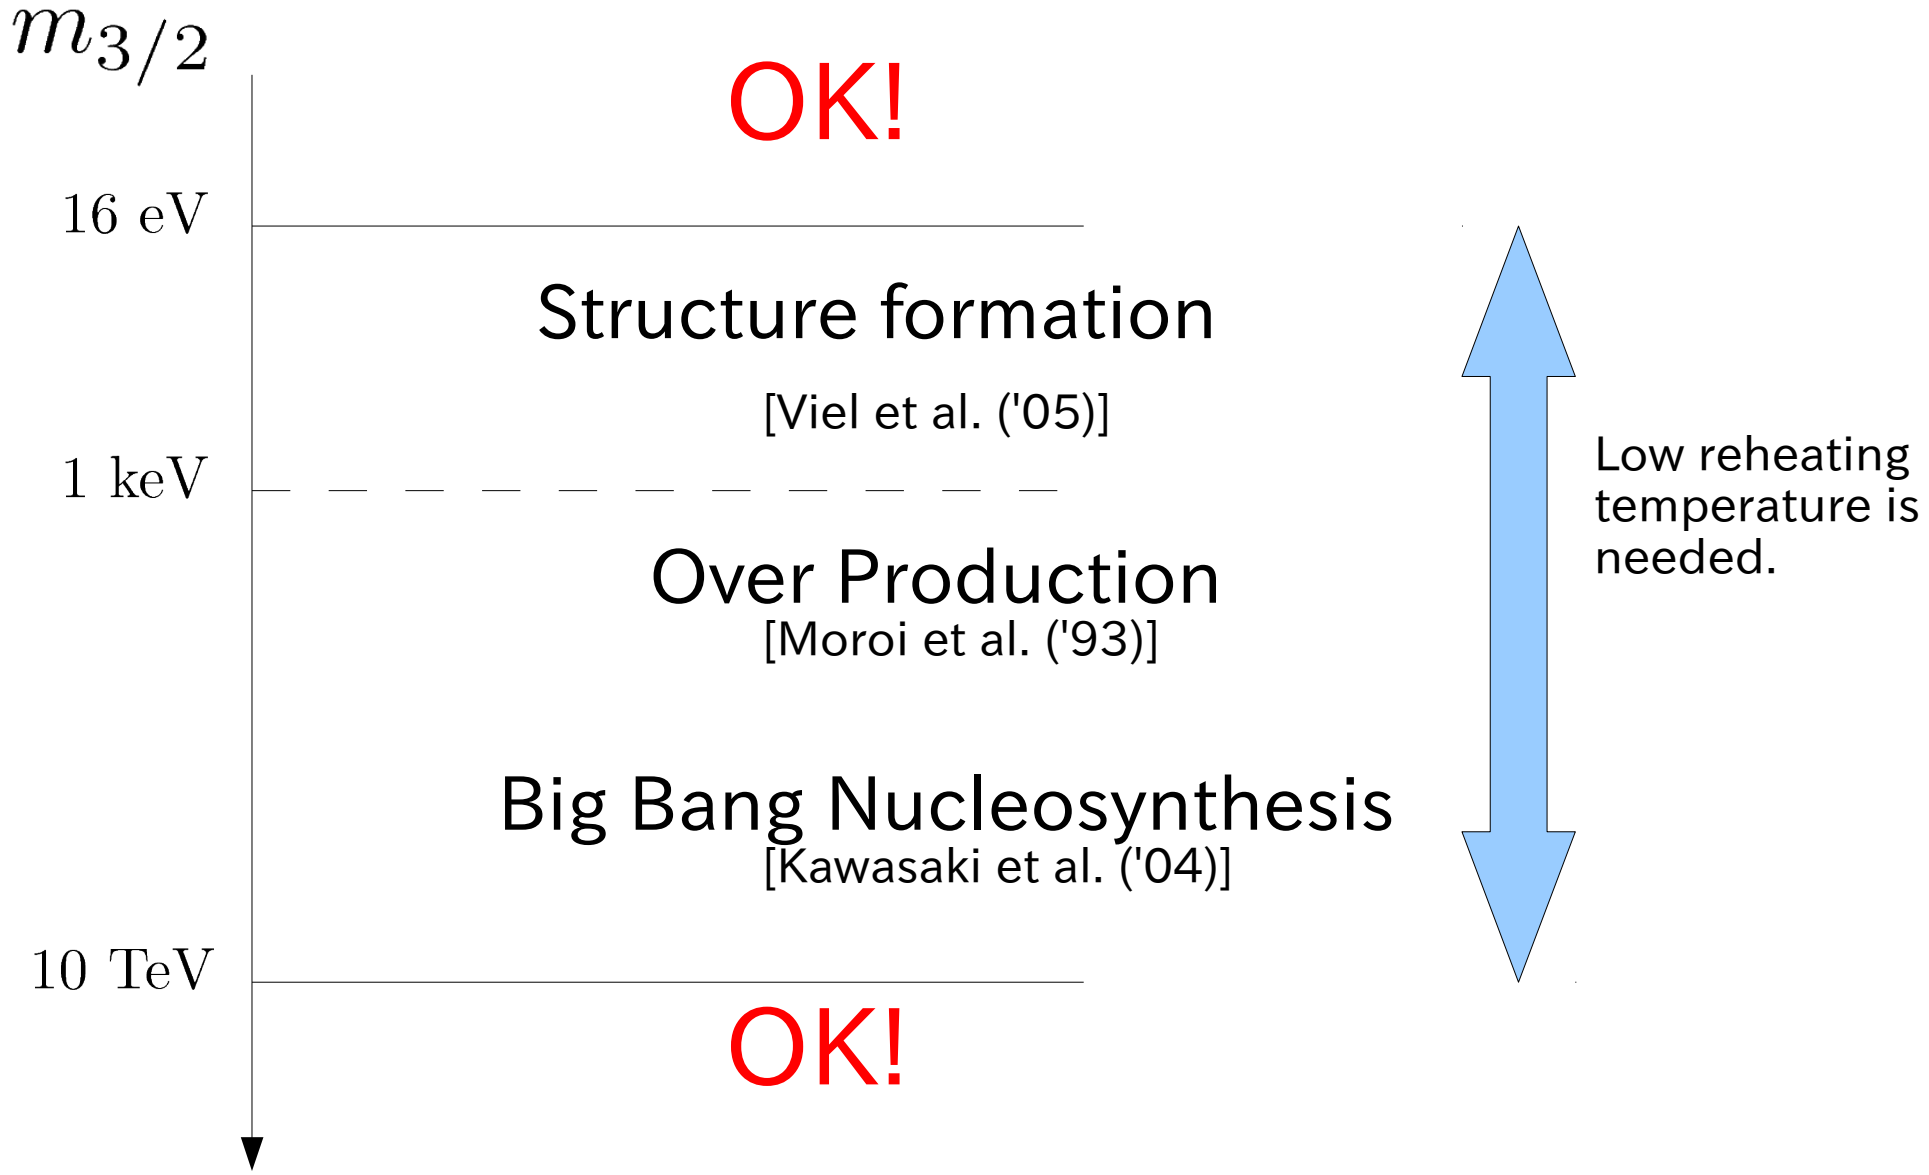 m3/2
OK!
16 eV
Structure formation
[Viel et al. ('05)]
1 keV
Low reheating
temperature is
needed.
Over Production
[Moroi et al. ('93)]
Big Bang Nucleosynthesis
[Kawasaki et al. ('04)]
10 TeV
OK!